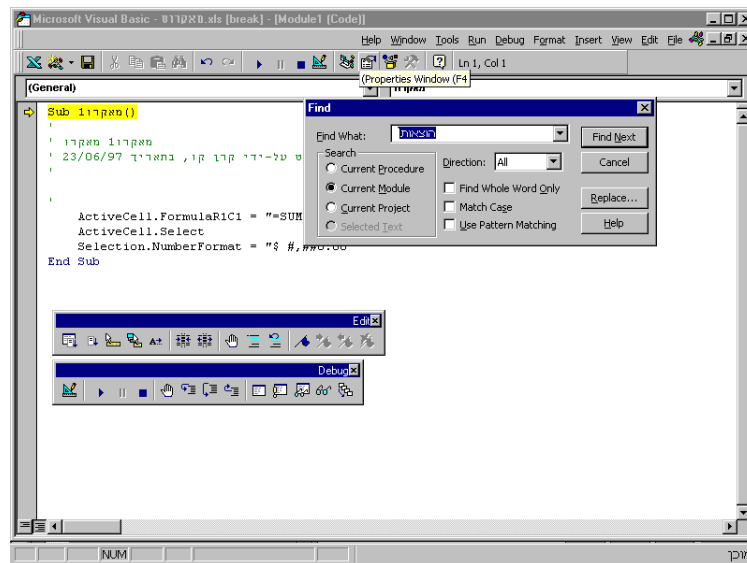 Microsoft Visual Basic - מאקרו1.xls [break] - [Module1 (Code)]
Help Window Tools Run Debug Format Insert View Edit File
Ln 1, Col 1
(Properties Window (F4
(General)
מאקרו1
Sub מאקרו1()
'
' מאקרו1 מאקרו
' 23/06/97 על-ידי קרן קו, בתאריך
'
'
ActiveCell.FormulaR1C1 = "=SUM
ActiveCell.Select
Selection.NumberFormat = "$ #,##0.00"
End Sub
Find
Find What:
הוצאות
Find Next
Search
Current Procedure
Current Module
Current Project
Selected Text
Direction:
All
Find Whole Word Only
Match Case
Use Pattern Matching
Cancel
Replace...
Help
Edit
Debug
NUM
מוכן